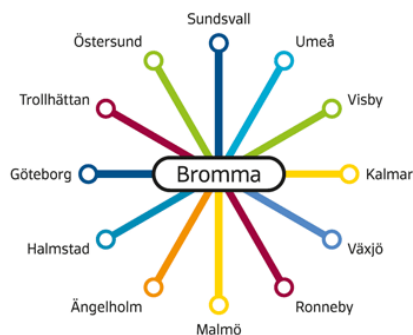 Sundsvall
Östersund
Umeå
Trollhättan
Visby
Göteborg
Bromma
Kalmar
Halmstad
Växjö
Ängelholm
Ronneby
Malmö